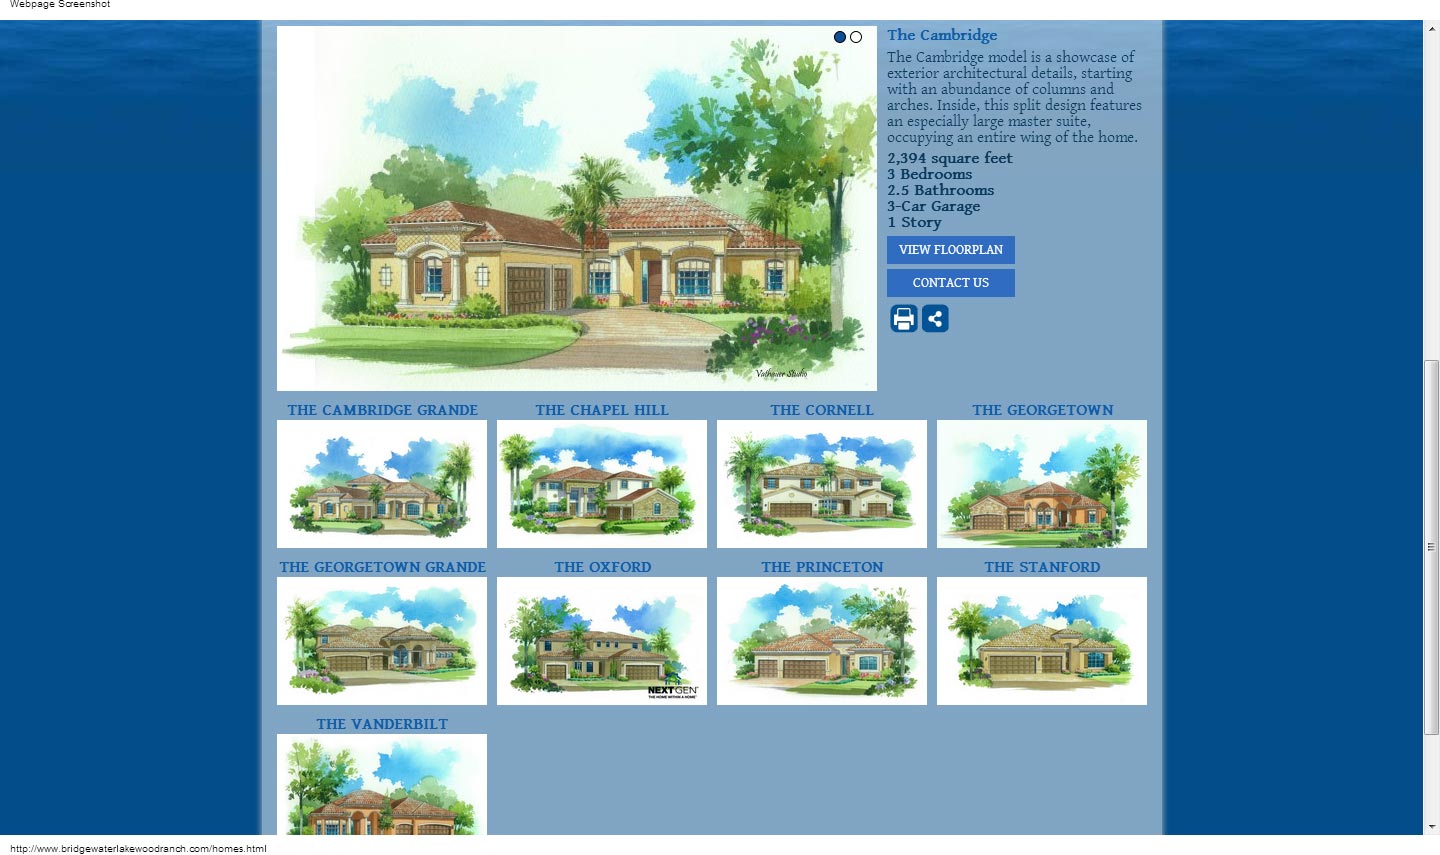 Webpage Screenshot
The Cambridge
The Cambridge model is a showcase of
exterior architectural details, starting
with an abundance of columns and
arches. Inside, this split design features
an especially large master suite,
occupying an entire wing of the home.
2,394 square feet
3 Bedrooms
2.5 Bathrooms
3-Car Garage
1 Story
VIEW FLOORPLAN
CONTACT US
Vathauer Studio
THE CAMBRIDGE GRANDE
THE CHAPEL HILL
THE CORNELL
THE GEORGETOWN
THE GEORGETOWN GRANDE
THE OXFORD
THE PRINCETON
THE STANFORD
NEXTGEN
THE HOME WITHIN A HOME
THE VANDERBILT
http://www.bridgewaterlakewoodranch.com/homes.html